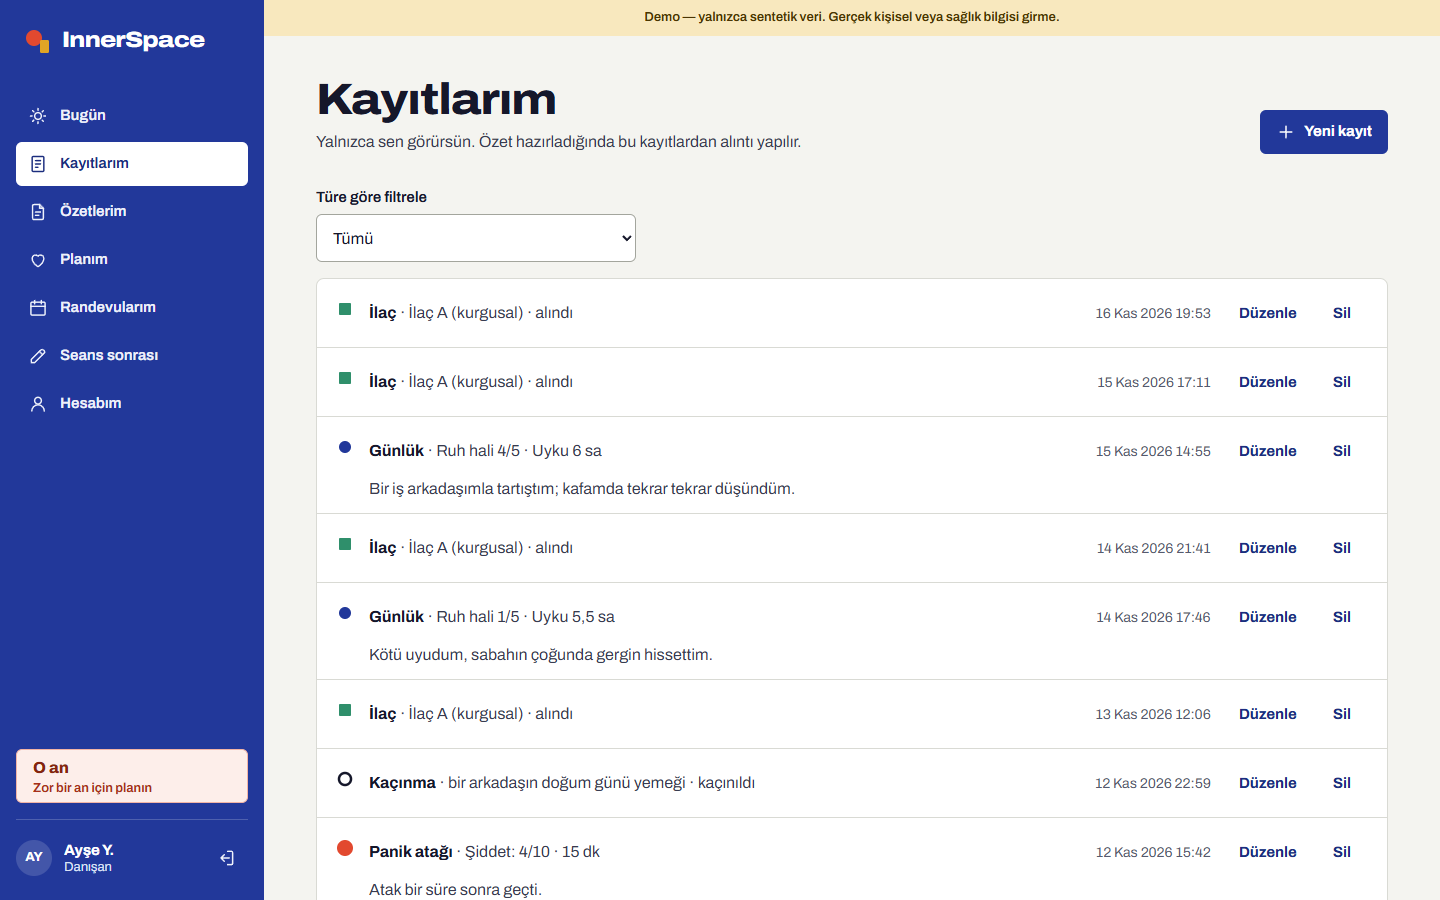 InnerSpace
Bugün
Kayıtlarım
Özetlerim
Planım
Randevularım
Seans sonrası
Hesabım
O an
Zor bir an için planın
AY
Ayşe Y.
Danışan
Demo — yalnızca sentetik veri. Gerçek kişisel veya sağlık bilgisi girme.
Kayıtlarım
Yalnızca sen görürsün. Özet hazırladığında bu kayıtlardan alıntı yapılır.
Yeni kayıt
Türe göre filtrele
Tümü
İlaç · İlaç A (kurgusal) · alındı 16 Kas 2026 19:53 Düzenle Sil
İlaç · İlaç A (kurgusal) · alındı 15 Kas 2026 17:11 Düzenle Sil
Günlük · Ruh hali 4/5 · Uyku 6 sa 15 Kas 2026 14:55 Düzenle Sil
Bir iş arkadaşımla tartıştım; kafamda tekrar tekrar düşündüm.
İlaç · İlaç A (kurgusal) · alındı 14 Kas 2026 21:41 Düzenle Sil
Günlük · Ruh hali 1/5 · Uyku 5,5 sa 14 Kas 2026 17:46 Düzenle Sil
Kötü uyudum, sabahın çoğunda gergin hissettim.
İlaç · İlaç A (kurgusal) · alındı 13 Kas 2026 12:06 Düzenle Sil
Kaçınma · bir arkadaşın doğum günü yemeği · kaçınıldı 12 Kas 2026 22:59 Düzenle Sil
Panik atağı · Şiddet: 4/10 · 15 dk 12 Kas 2026 15:42 Düzenle Sil
Atak bir süre sonra geçti.